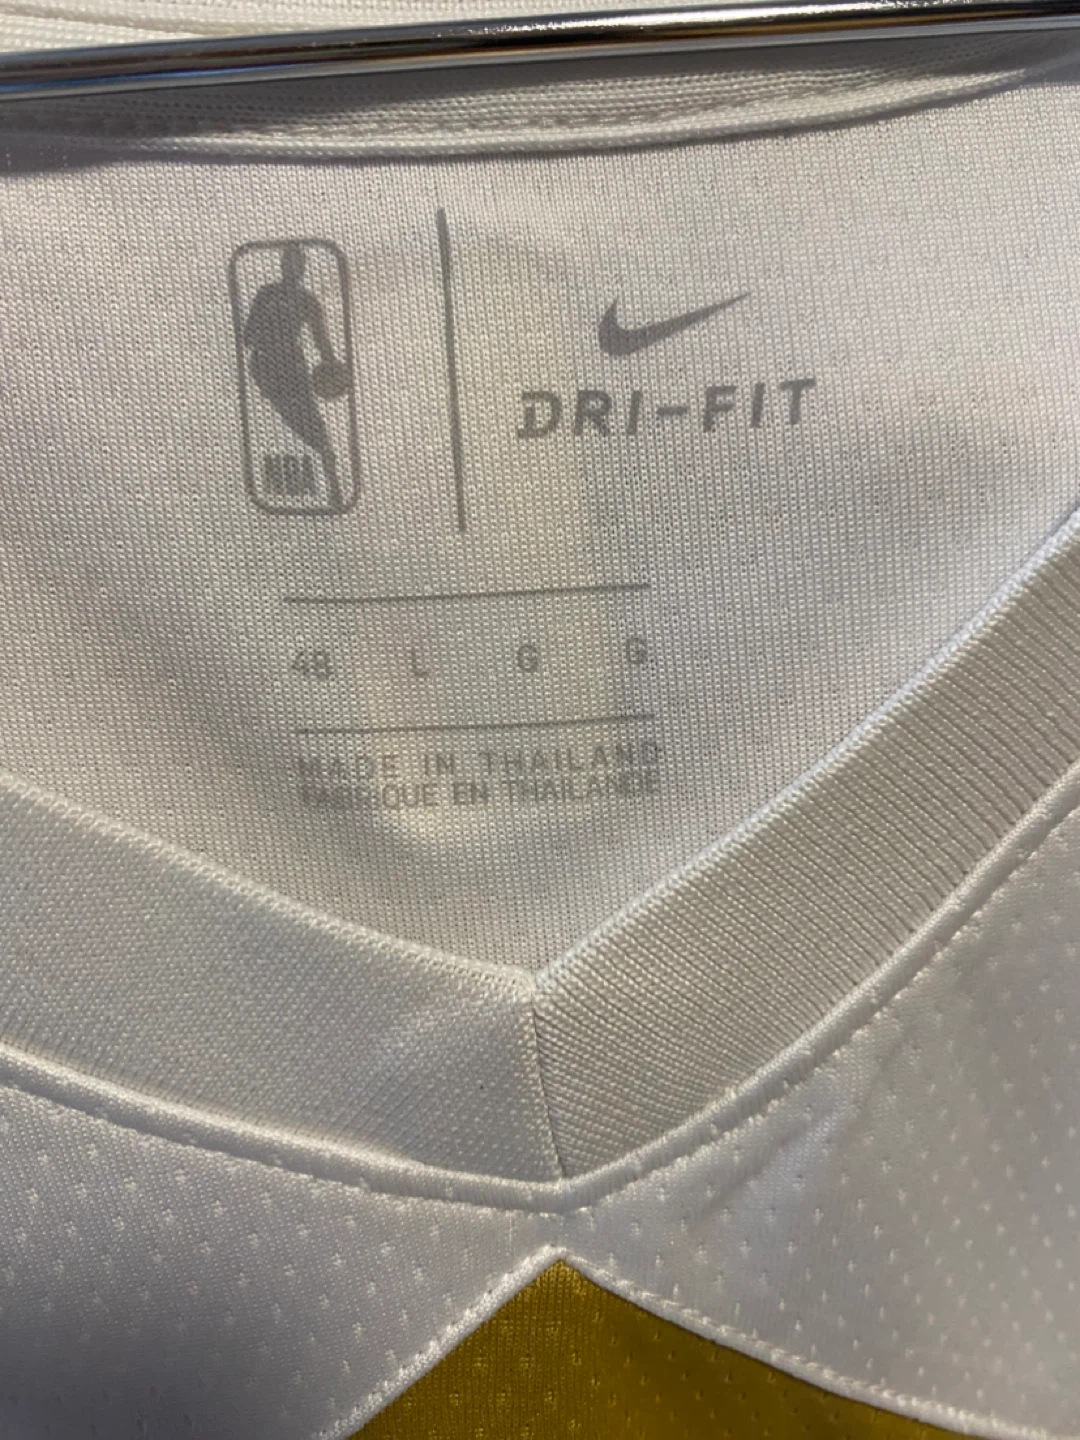 NBA
DRI-FIT
48 L G G
MADE IN THAILAND
FABRIQUE EN THAILANDE